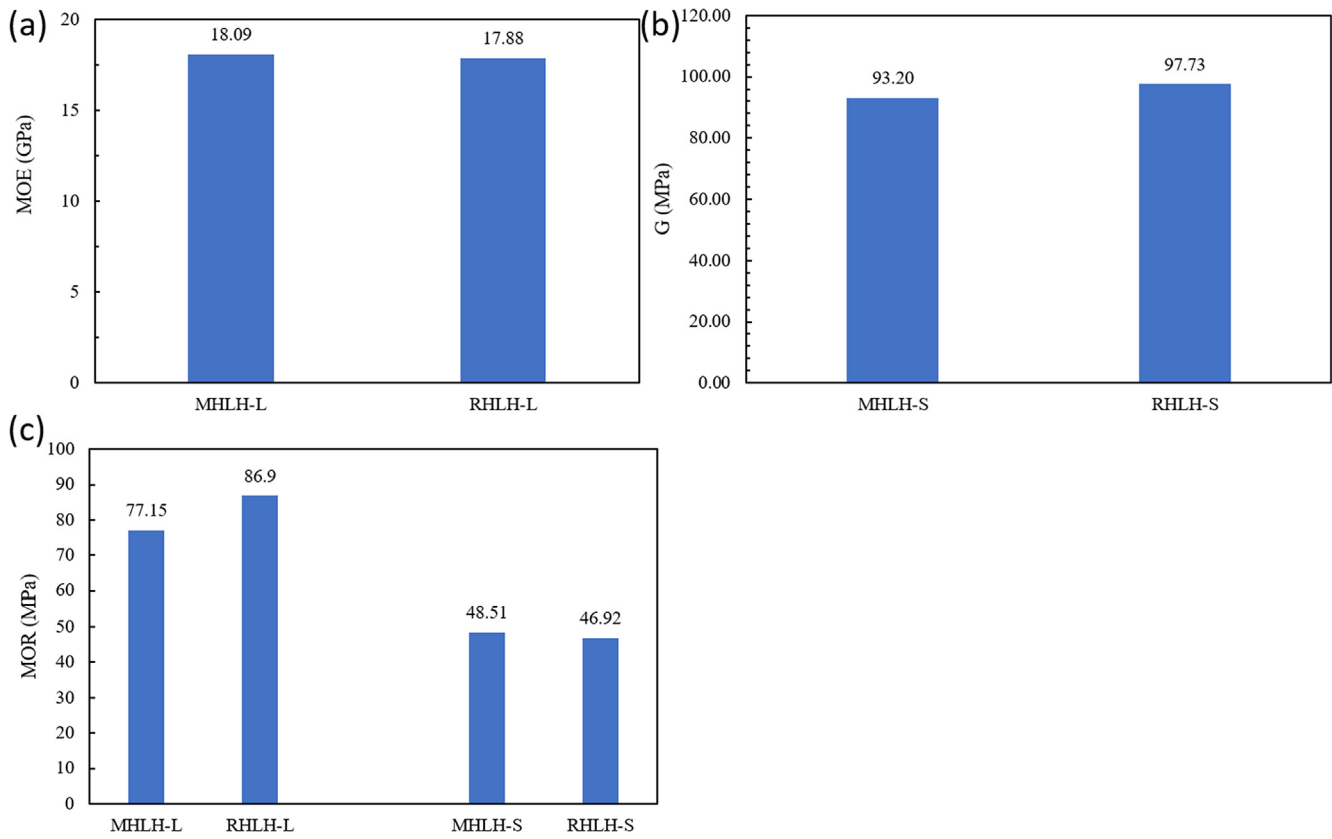 (a)
MOE (GPa)
20
15
10
5
0
18.09
17.88
MHLH-L
RHLH-L
(b)
G (MPa)
120.00
100.00
80.00
60.00
40.00
20.00
0.00
93.20
97.73
MHLH-S
RHLH-S
(c)
MOR (MPa)
100
90
80
70
60
50
40
30
20
10
0
77.15
86.9
48.51
46.92
MHLH-L
RHLH-L
MHLH-S
RHLH-S